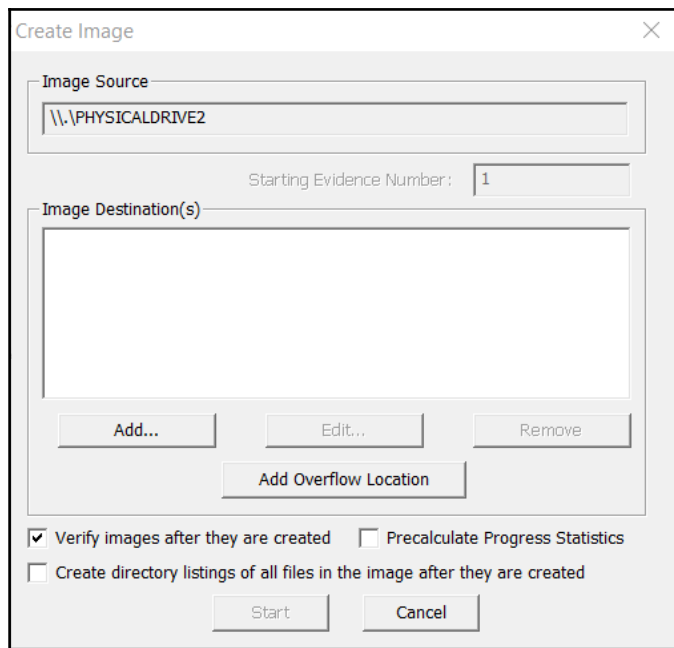 Create Image
Image Source
\\.\PHYSICALDRIVE2
Starting Evidence Number: 1
Image Destination(s)
Add... Edit... Remove
Add Overflow Location
Verify images after they are created Precalculate Progress Statistics
Create directory listings of all files in the image after they are created
Start Cancel